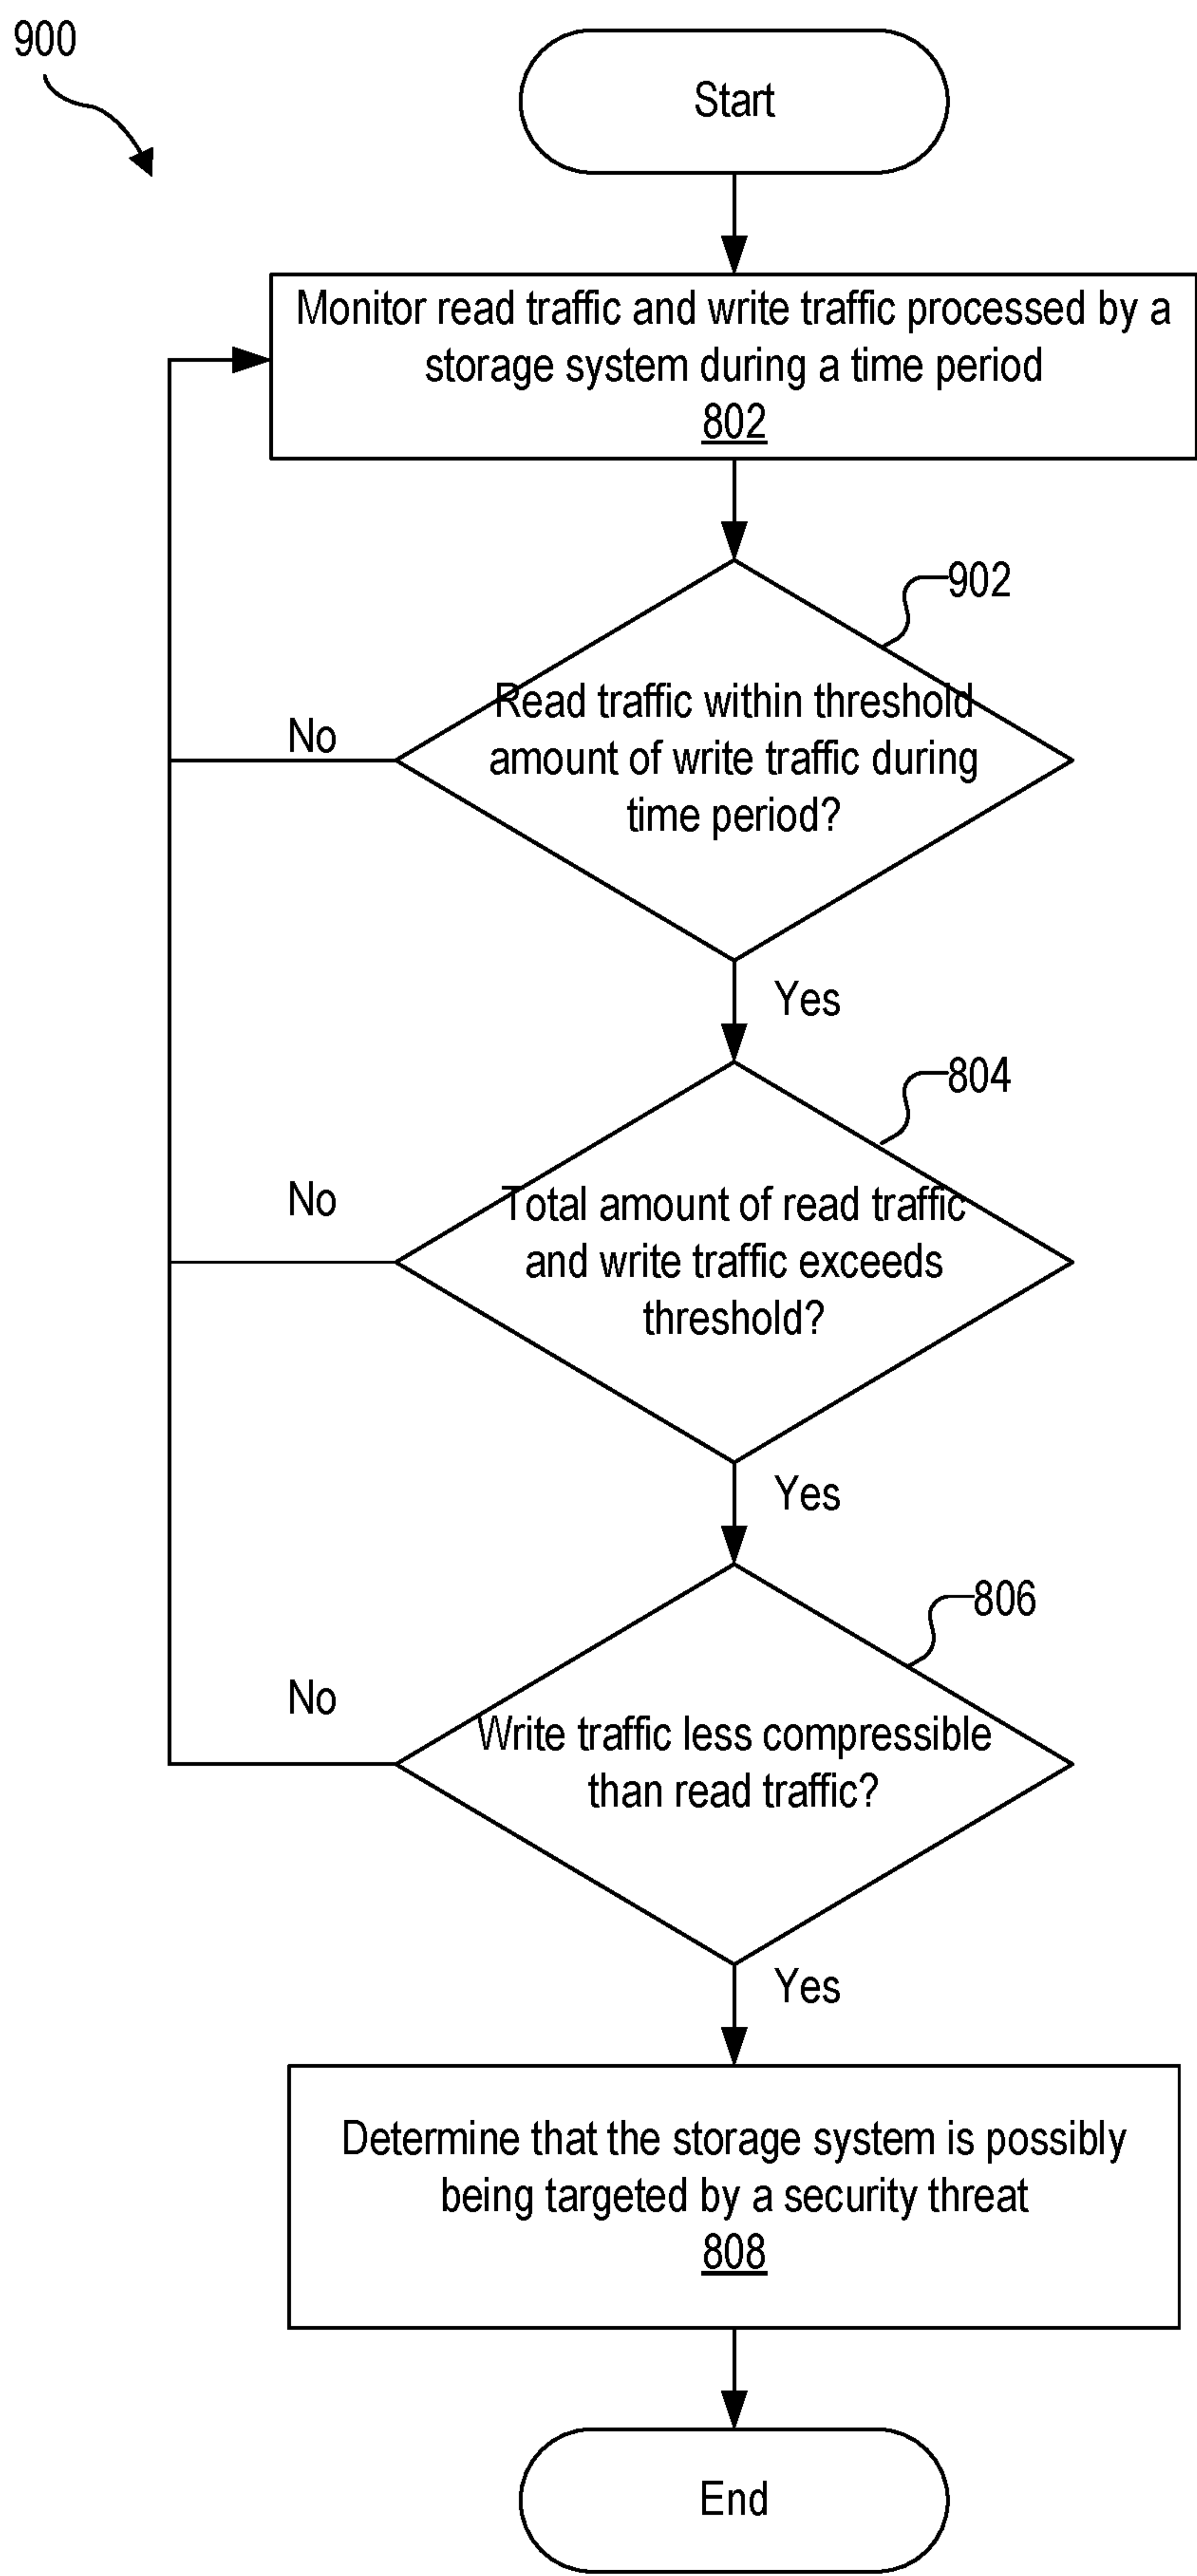 900
Start
Monitor read traffic and write traffic processed by a
storage system during a time period
802
902
Read traffic within threshold
amount of write traffic during
time period?
No
Yes
804
Total amount of read traffic
and write traffic exceeds
threshold?
No
Yes
806
Write traffic less compressible
than read traffic?
No
Yes
Determine that the storage system is possibly
being targeted by a security threat
808
End